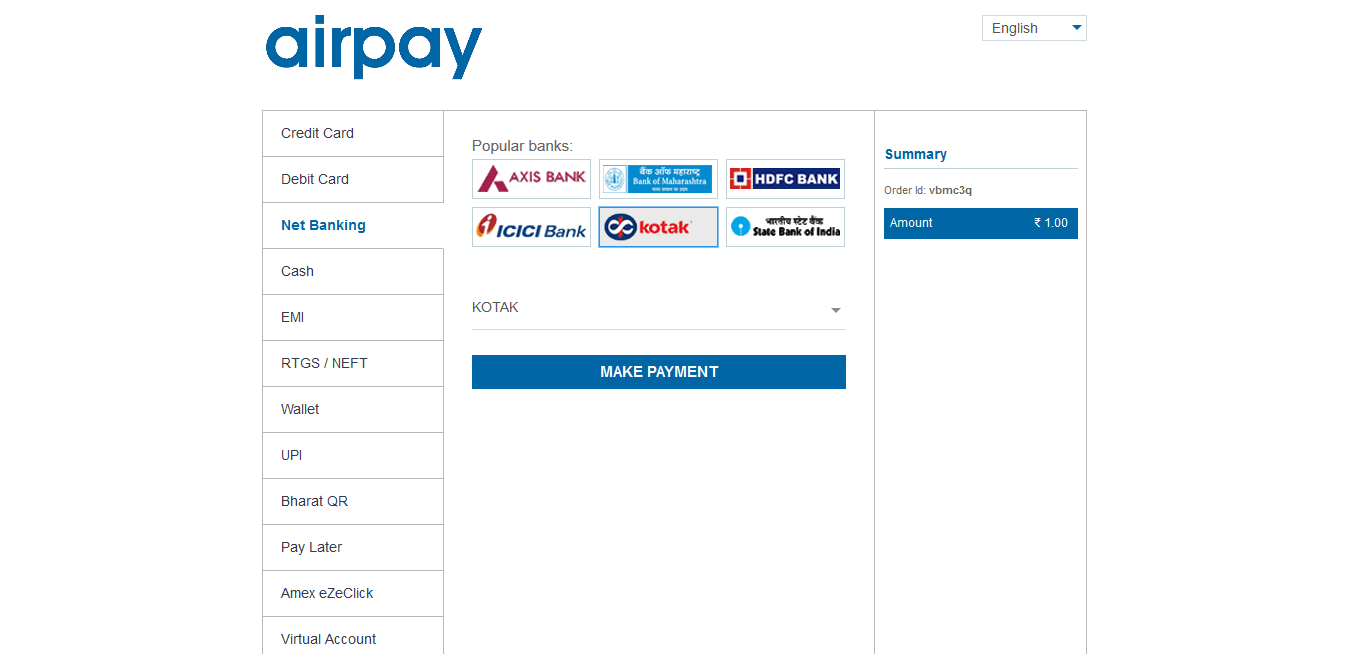 airpay
English
Credit Card
Debit Card
Net Banking
Cash
EMI
RTGS / NEFT
Wallet
UPI
Bharat QR
Pay Later
Amex eZeClick
Virtual Account
Popular banks:
AXIS BANK
बैंक ऑफ महाराष्ट्र
Bank of Maharashtra
HDFC BANK
ICICI Bank
kotak
भारतीय स्टेट बैंक
State Bank of India
KOTAK
MAKE PAYMENT
Summary
Order Id: vbmc3q
Amount ₹ 1.00